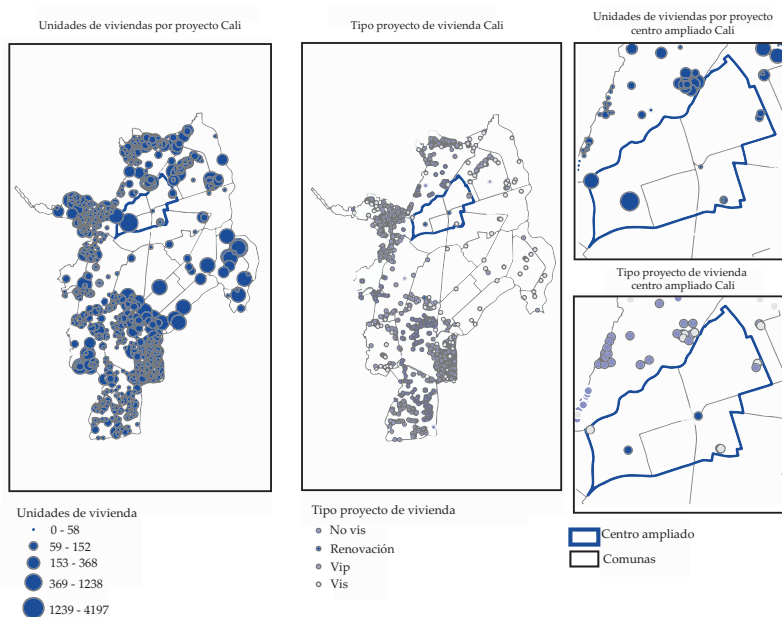 Unidades de viviendas por proyecto Cali
Tipo proyecto de vivienda Cali
Unidades de viviendas por proyecto
centro ampliado Cali
Tipo proyecto de vivienda
centro ampliado Cali
Unidades de vivienda
0 - 58
59 - 152
153 - 368
369 - 1238
1239 - 4197
Tipo proyecto de vivienda
No vis
Renovación
Vip
Vis
Centro ampliado
Comunas